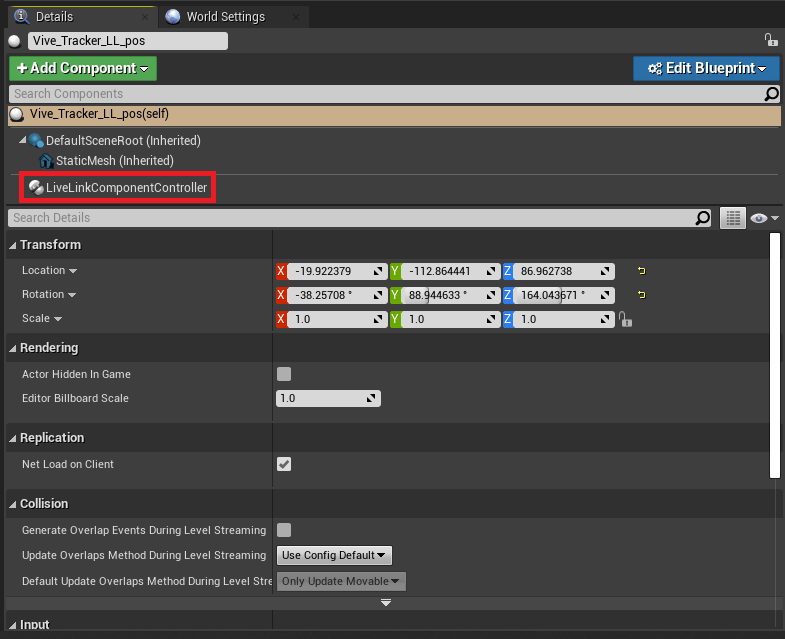 Details World Settings
Vive_Tracker_LL_pos
+ Add Component Edit Blueprint
Search Components
Vive_Tracker_LL_pos(self)
DefaultSceneRoot (Inherited)
StaticMesh (Inherited)
LiveLinkComponentController
Search Details
Transform
Location X -19.922379 Y -112.864441 Z 86.962738
Rotation X -38.25708 ° Y 88.944633 ° Z 164.043671 °
Scale X 1.0 Y 1.0 Z 1.0
Rendering
Actor Hidden In Game
Editor Billboard Scale 1.0
Replication
Net Load on Client
Collision
Generate Overlap Events During Level Streaming
Update Overlaps Method During Level Streaming Use Config Default
Default Update Overlaps Method During Level Stre Only Update Movable
Input